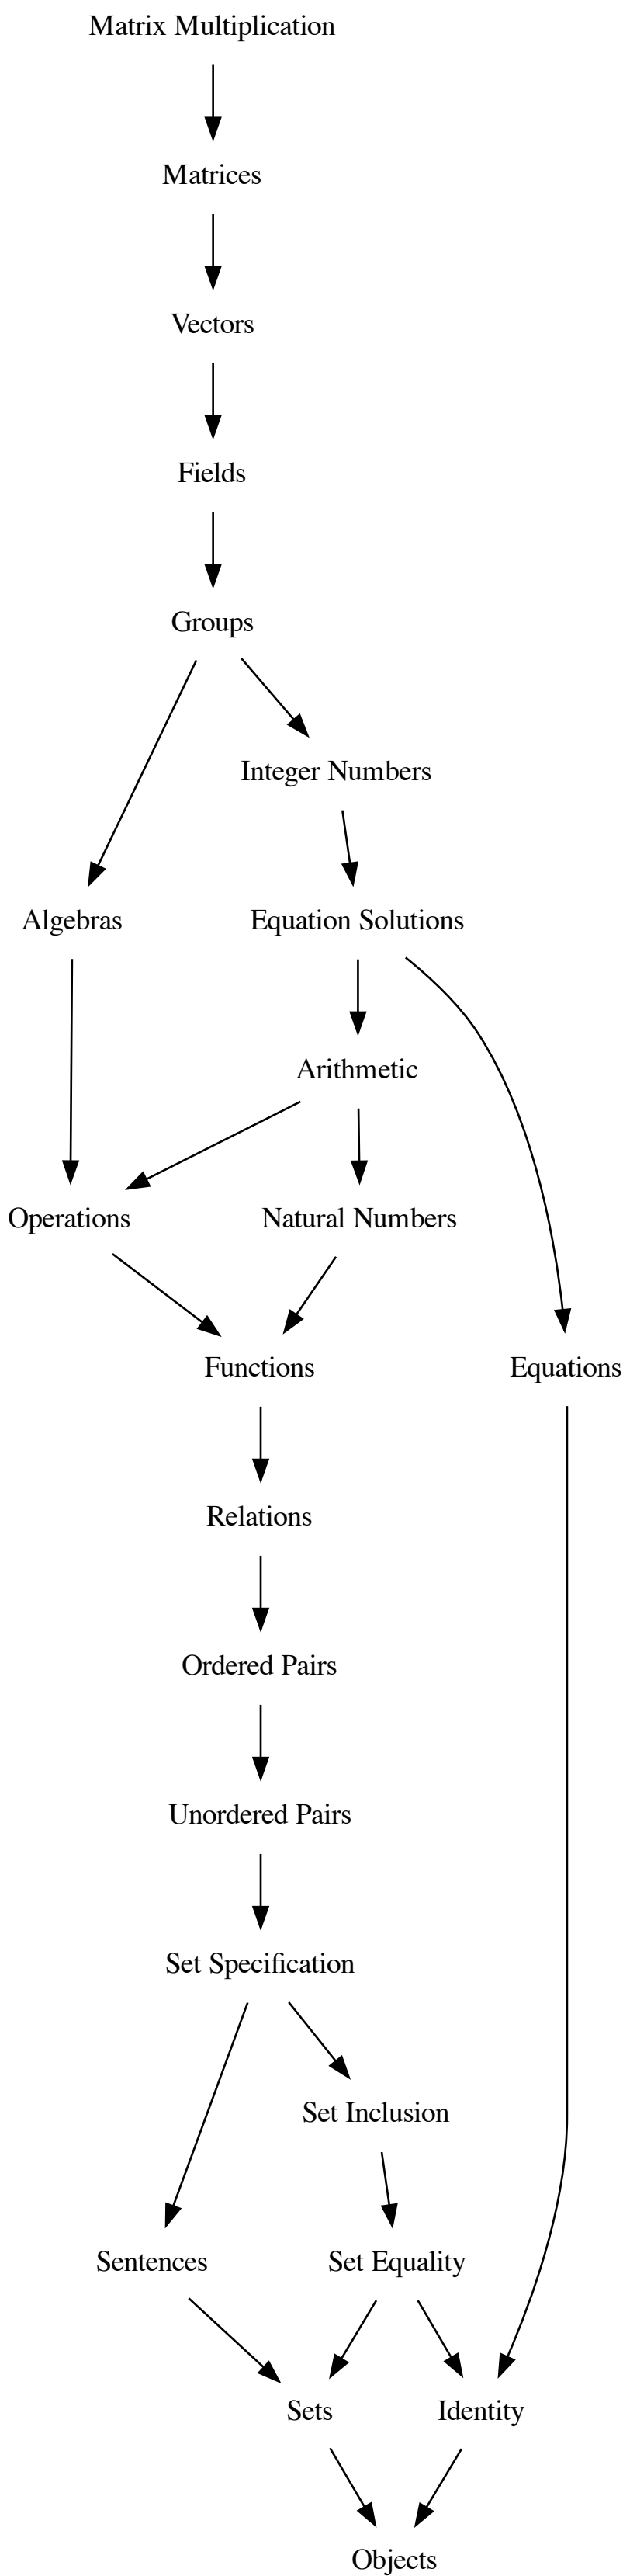 Matrix Multiplication
Matrices
Vectors
Fields
Groups
Integer Numbers
Algebras
Equation Solutions
Arithmetic
Operations
Natural Numbers
Functions
Equations
Relations
Ordered Pairs
Unordered Pairs
Set Specification
Set Inclusion
Sentences
Set Equality
Sets
Identity
Objects